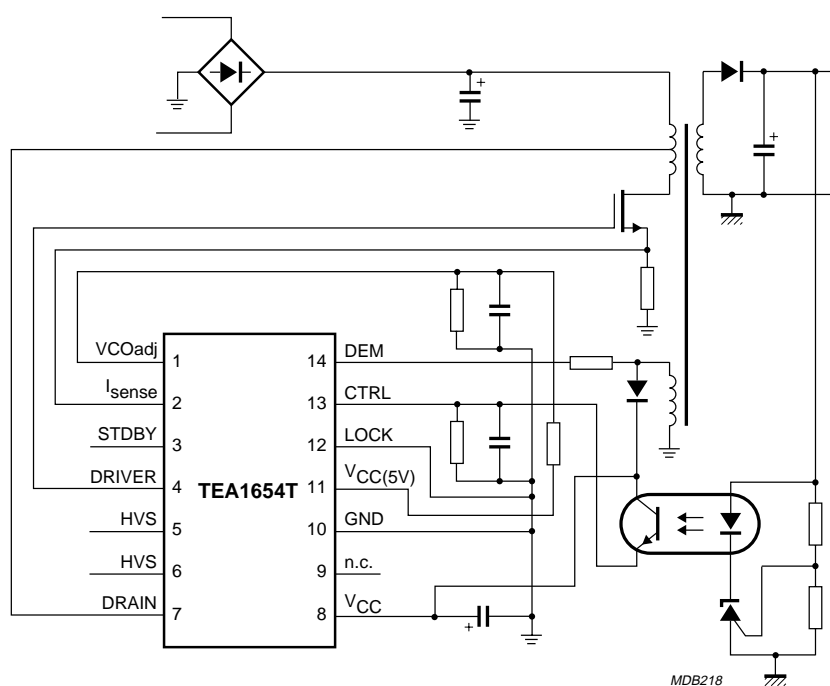 +
+
VCOadj
1
14
DEM
Isense
2
13
CTRL
STDBY
3
12
LOCK
DRIVER
4
TEA1654T
11
VCC(5V)
HVS
5
10
GND
HVS
6
9
n.c.
DRAIN
7
8
VCC
+
MDB218